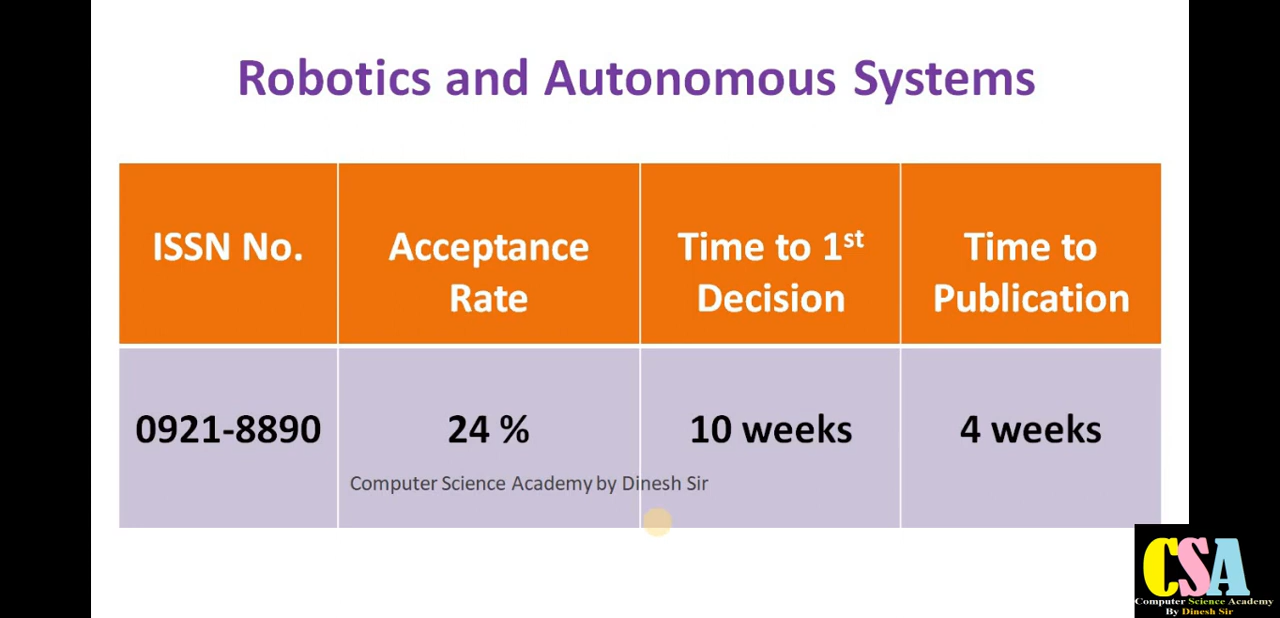 Robotics and Autonomous Systems
ISSN No.
Acceptance
Rate
Time to 1st
Decision
Time to
Publication
0921-8890
24 %
10 weeks
4 weeks
Computer Science Academy by Dinesh Sir
CSA
Computer Science Academy
By Dinesh Sir